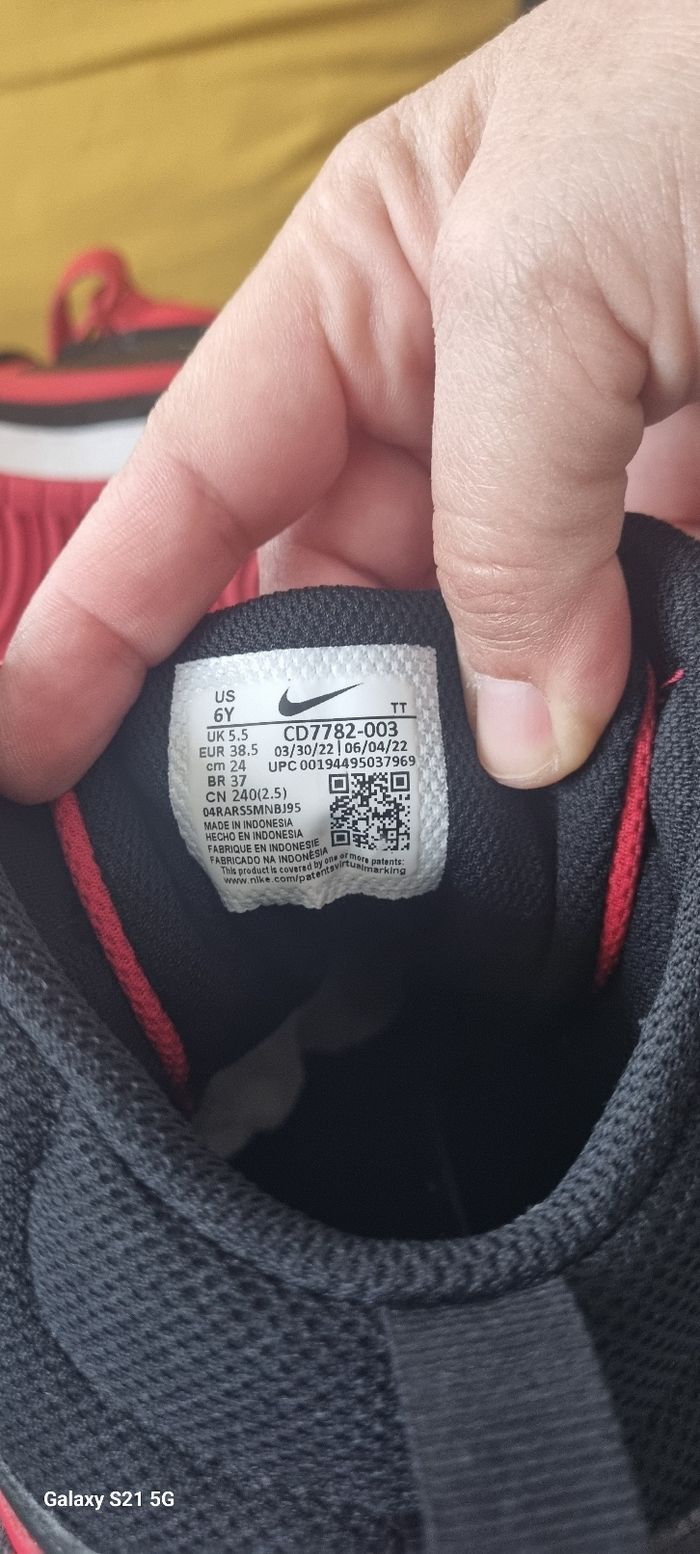 US
6Y
TT
UK 5.5
CD7782-003
EUR 38.5
03/30/22 | 06/04/22
cm 24
UPC 00194495037969
BR 37
CN 240(2.5)
04RARS5MNBJ95
MADE IN INDONESIA
HECHO EN INDONESIA
FABRIQUE EN INDONESIE
FABRICADO NA INDONÉSIA
This product is covered by one or more patents:
www.nike.com/patentsvirtualmarking
Galaxy S21 5G